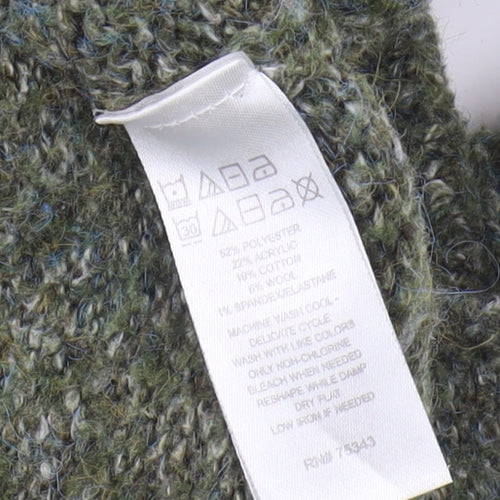 30
62% POLYESTER
22% ACRYLIC
10% COTTON
5% WOOL
1% SPANDEX/ELASTANE
MACHINE WASH COOL -
DELICATE CYCLE
WASH WITH LIKE COLORS
ONLY NON-CHLORINE
BLEACH WHEN NEEDED
RESHAPE WHILE DAMP
DRY FLAT
LOW IRON IF NEEDED
RN# 75343